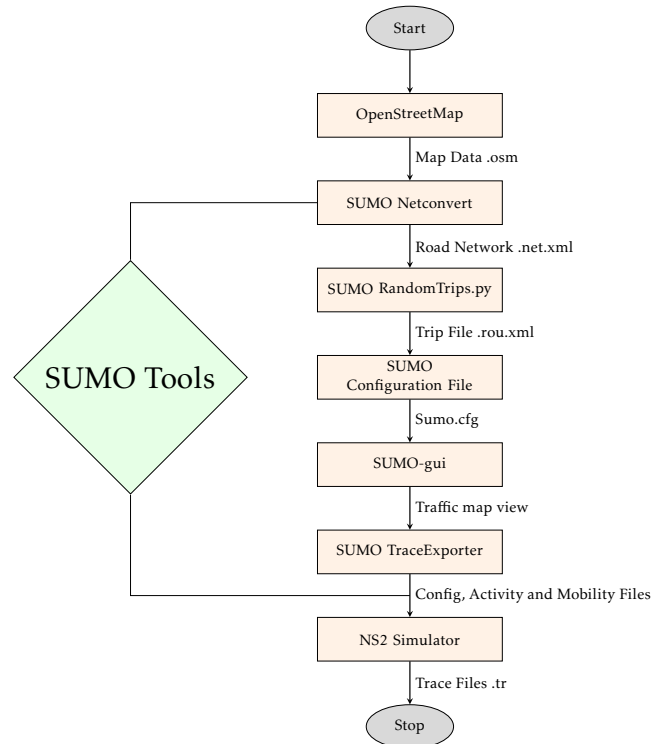 Start
OpenStreetMap
Map Data .osm
SUMO Netconvert
Road Network .net.xml
SUMO RandomTrips.py
Trip File .rou.xml
SUMO Tools
SUMO
Configuration File
Sumo.cfg
SUMO-gui
Traffic map view
SUMO TraceExporter
Config, Activity and Mobility Files
NS2 Simulator
Trace Files .tr
Stop